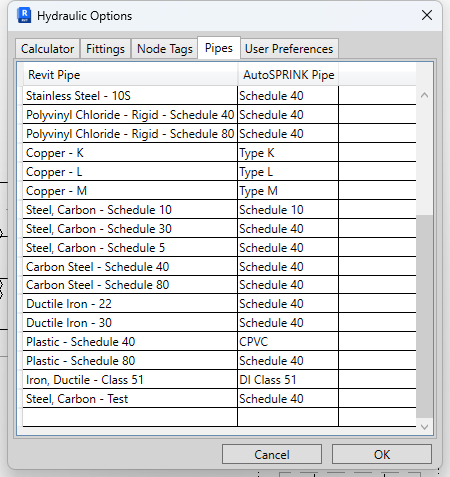 Hydraulic Options
Calculator Fittings Node Tags Pipes User Preferences
Revit Pipe AutoSPRINK Pipe
Stainless Steel - 10S Schedule 40
Polyvinyl Chloride - Rigid - Schedule 40 Schedule 40
Polyvinyl Chloride - Rigid - Schedule 80 Schedule 40
Copper - K Type K
Copper - L Type L
Copper - M Type M
Steel, Carbon - Schedule 10 Schedule 10
Steel, Carbon - Schedule 30 Schedule 40
Steel, Carbon - Schedule 5 Schedule 40
Carbon Steel - Schedule 40 Schedule 40
Carbon Steel - Schedule 80 Schedule 40
Ductile Iron - 22 Schedule 40
Ductile Iron - 30 Schedule 40
Plastic - Schedule 40 CPVC
Plastic - Schedule 80 Schedule 40
Iron, Ductile - Class 51 DI Class 51
Steel, Carbon - Test Schedule 40
Cancel OK